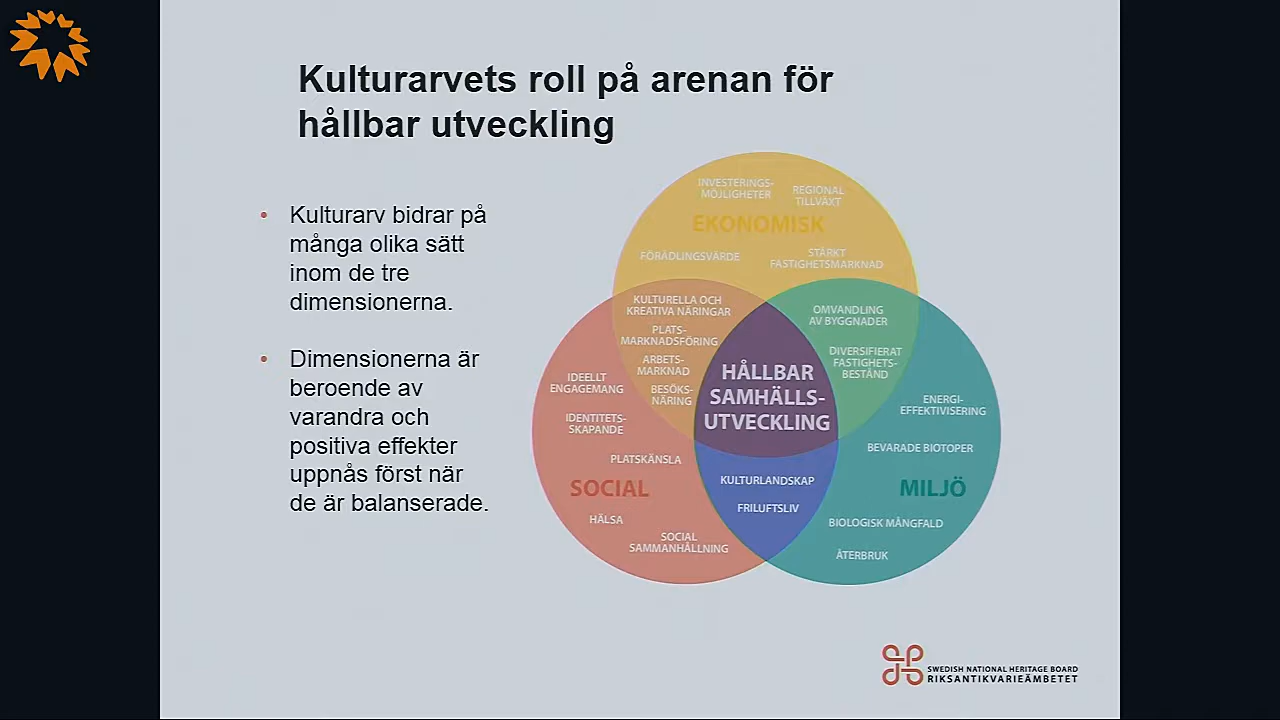 Kulturarvets roll på arenan för
hållbar utveckling
• Kulturarv bidrar på
många olika sätt
inom de tre
dimensionerna.
• Dimensionerna är
beroende av
varandra och
positiva effekter
uppnås först när
de är balanserade.
INVESTERINGS-
MÖJLIGHETER
REGIONAL
TILLVÄXT
EKONOMISK
FÖRÄDLINGSVÄRDE
STÄRKT
FASTIGHETSMARKNAD
KULTURELLA OCH
KREATIVA NÄRINGAR
PLATS-
MARKNADSFÖRING
ARBETS-
MARKNAD
BESÖKS-
NÄRING
OMVANDLING
AV BYGGNADER
DIVERSIFIERAT
FASTIGHETS-
BESTÅND
HÅLLBAR
SAMHÄLLS-
UTVECKLING
IDEELLT
ENGAGEMANG
IDENTITETS-
SKAPANDE
PLATSKÄNSLA
SOCIAL
HÄLSA
SOCIAL
SAMMANHÅLLNING
KULTURLANDSKAP
FRILUFTSLIV
ENERGI-
EFFEKTIVISERING
BEVARADE BIOTOPER
MILJÖ
BIOLOGISK MÅNGFALD
ÅTERBRUK
SWEDISH NATIONAL HERITAGE BOARD
RIKSANTIKVARIEÄMBETET